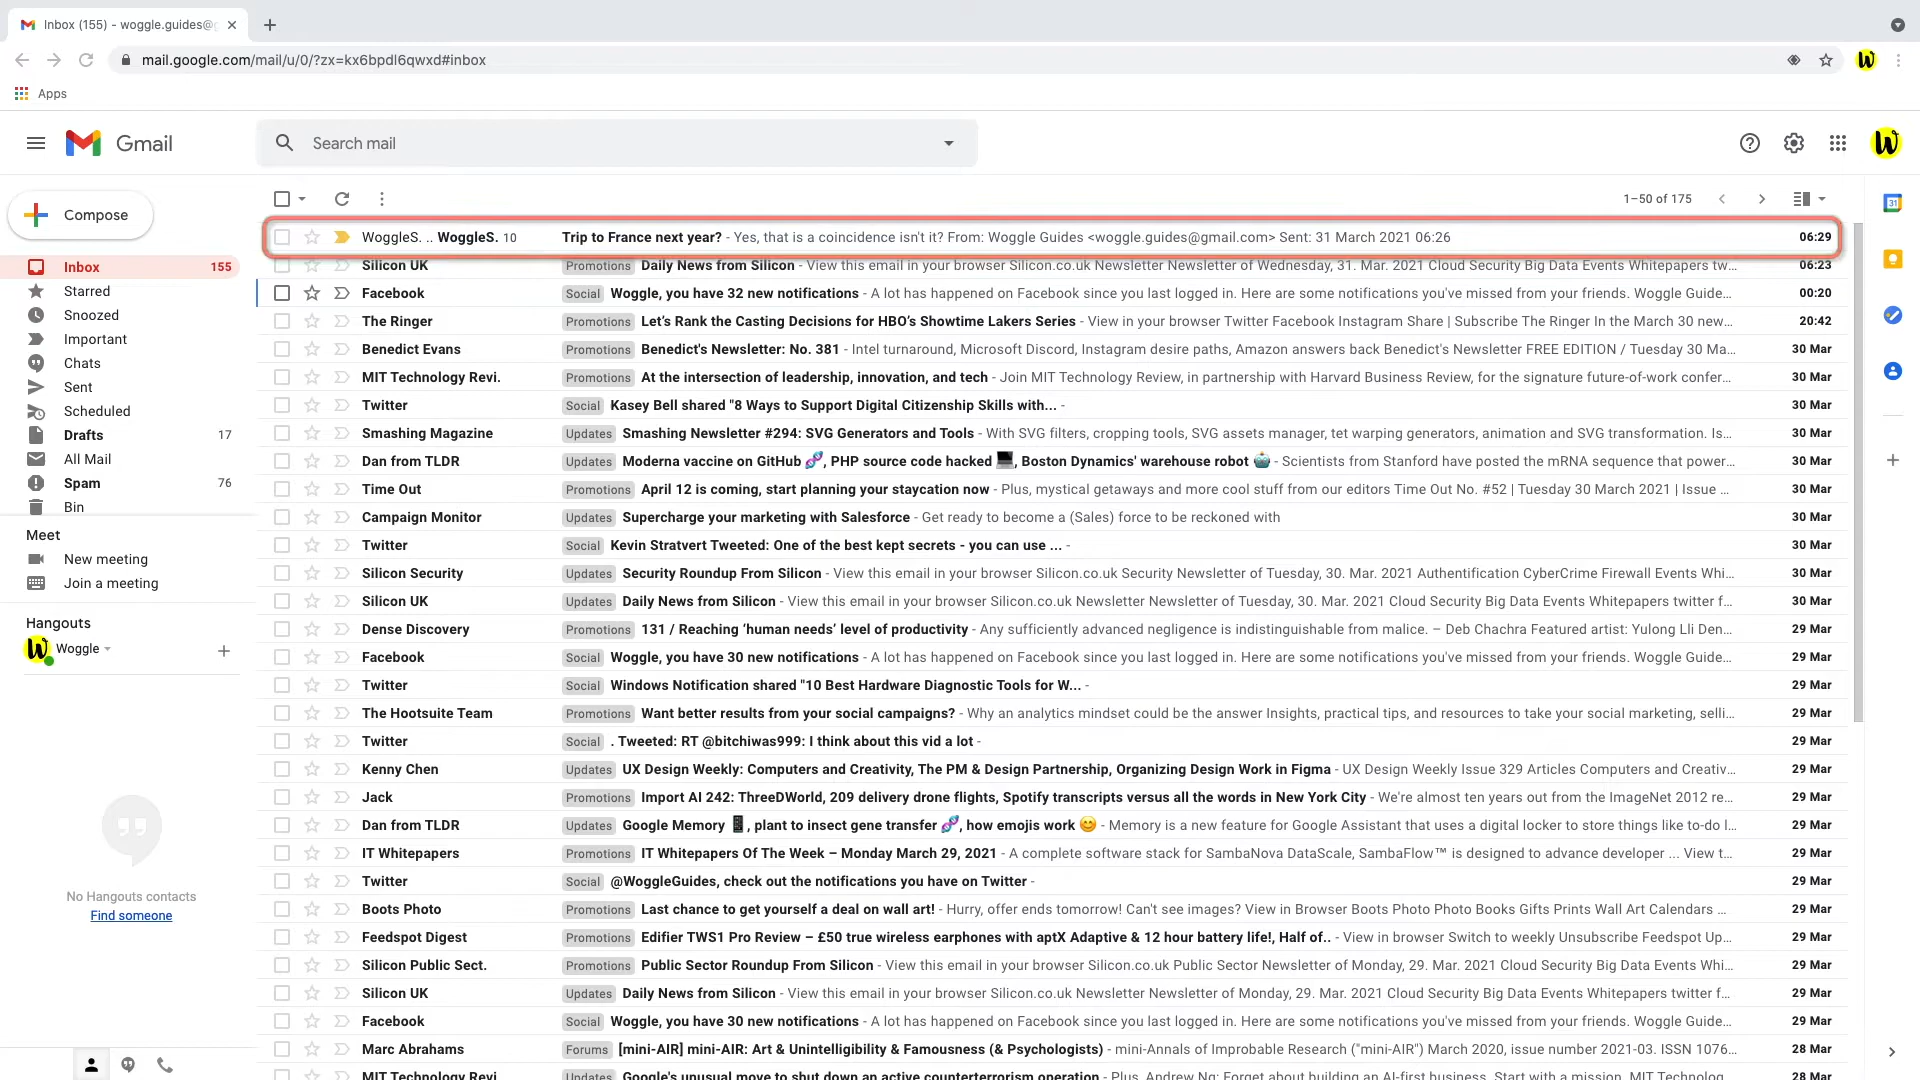 Inbox (155) - woggle.guides@g
mail.google.com/mail/u/0/?zx=kx6bpdl6qwxd#inbox
Apps
Gmail
Search mail
Compose
1–50 of 175
Inbox 155
Starred
Snoozed
Important
Chats
Sent
Scheduled
Drafts 17
All Mail
Spam 76
Bin
Meet
New meeting
Join a meeting
Hangouts
Woggle
No Hangouts contacts
Find someone
WoggleS. .. WoggleS. 10 Trip to France next year? - Yes, that is a coincidence isn't it? From: Woggle Guides <woggle.guides@gmail.com> Sent: 31 March 2021 06:26 06:29
Silicon UK Promotions Daily News from Silicon - View this email in your browser Silicon.co.uk Newsletter Newsletter of Wednesday, 31. Mar. 2021 Cloud Security Big Data Events Whitepapers tw... 06:23
Facebook Social Woggle, you have 32 new notifications - A lot has happened on Facebook since you last logged in. Here are some notifications you've missed from your friends. Woggle Guide... 00:20
The Ringer Promotions Let’s Rank the Casting Decisions for HBO’s Showtime Lakers Series - View in your browser Twitter Facebook Instagram Share | Subscribe The Ringer In the March 30 new... 20:42
Benedict Evans Promotions Benedict's Newsletter: No. 381 - Intel turnaround, Microsoft Discord, Instagram desire paths, Amazon answers back Benedict's Newsletter FREE EDITION / Tuesday 30 Ma... 30 Mar
MIT Technology Revi. Promotions At the intersection of leadership, innovation, and tech - Join MIT Technology Review, in partnership with Harvard Business Review, for the signature future-of-work confer... 30 Mar
Twitter Social Kasey Bell shared "8 Ways to Support Digital Citizenship Skills with... - 30 Mar
Smashing Magazine Updates Smashing Newsletter #294: SVG Generators and Tools - With SVG filters, cropping tools, SVG assets manager, tet warping generators, animation and SVG transformation. Is... 30 Mar
Dan from TLDR Updates Moderna vaccine on GitHub 🧬, PHP source code hacked 💻, Boston Dynamics' warehouse robot 🤖 - Scientists from Stanford have posted the mRNA sequence that power... 30 Mar
Time Out Promotions April 12 is coming, start planning your staycation now - Plus, mystical getaways and more cool stuff from our editors Time Out No. #52 | Tuesday 30 March 2021 | Issue ... 30 Mar
Campaign Monitor Updates Supercharge your marketing with Salesforce - Get ready to become a (Sales) force to be reckoned with 30 Mar
Twitter Social Kevin Stratvert Tweeted: One of the best kept secrets - you can use ... - 30 Mar
Silicon Security Updates Security Roundup From Silicon - View this email in your browser Silicon.co.uk Security Newsletter of Tuesday, 30. Mar. 2021 Authentification CyberCrime Firewall Events Whi... 30 Mar
Silicon UK Updates Daily News from Silicon - View this email in your browser Silicon.co.uk Newsletter Newsletter of Tuesday, 30. Mar. 2021 Cloud Security Big Data Events Whitepapers twitter f... 30 Mar
Dense Discovery Promotions 131 / Reaching ‘human needs’ level of productivity - Any sufficiently advanced negligence is indistinguishable from malice. – Deb Chachra Featured artist: Yulong Lli Den... 29 Mar
Facebook Social Woggle, you have 30 new notifications - A lot has happened on Facebook since you last logged in. Here are some notifications you've missed from your friends. Woggle Guide... 29 Mar
Twitter Social Windows Notification shared "10 Best Hardware Diagnostic Tools for W... - 29 Mar
The Hootsuite Team Promotions Want better results from your social campaigns? - Why an analytics mindset could be the answer Insights, practical tips, and resources to take your social marketing, selli... 29 Mar
Twitter Social . Tweeted: RT @bitchiwas999: I think about this vid a lot - 29 Mar
Kenny Chen Updates UX Design Weekly: Computers and Creativity, The PM & Design Partnership, Organizing Design Work in Figma - UX Design Weekly Issue 329 Articles Computers and Creativ... 29 Mar
Jack Promotions Import AI 242: ThreeDWorld, 209 delivery drone flights, Spotify transcripts versus all the words in New York City - We're almost ten years out from the ImageNet 2012 re... 29 Mar
Dan from TLDR Updates Google Memory 📱, plant to insect gene transfer 🧬, how emojis work 😊 - Memory is a new feature for Google Assistant that uses a digital locker to store things like to-do l... 29 Mar
IT Whitepapers Promotions IT Whitepapers Of The Week – Monday March 29, 2021 - A complete software stack for SambaNova DataScale, SambaFlow™ is designed to advance developer ... View t... 29 Mar
Twitter Social @WoggleGuides, check out the notifications you have on Twitter - 29 Mar
Boots Photo Promotions Last chance to get yourself a deal on wall art! - Hurry, offer ends tomorrow! Can't see images? View in Browser Boots Photo Photo Books Gifts Prints Wall Art Calendars ... 29 Mar
Feedspot Digest Promotions Edifier TWS1 Pro Review – £50 true wireless earphones with aptX Adaptive & 12 hour battery life!, Half of.. - View in browser Switch to weekly Unsubscribe Feedspot Up... 29 Mar
Silicon Public Sect. Promotions Public Sector Roundup From Silicon - View this email in your browser Silicon.co.uk Public Sector Newsletter of Monday, 29. Mar. 2021 Cloud Security Big Data Events Whi... 29 Mar
Silicon UK Updates Daily News from Silicon - View this email in your browser Silicon.co.uk Newsletter Newsletter of Monday, 29. Mar. 2021 Cloud Security Big Data Events Whitepapers twitter f... 29 Mar
Facebook Social Woggle, you have 30 new notifications - A lot has happened on Facebook since you last logged in. Here are some notifications you've missed from your friends. Woggle Guide... 29 Mar
Marc Abrahams Forums [mini-AIR] mini-AIR: Art & Unintelligibility & Famousness (& Psychologists) - mini-Annals of Improbable Research ("mini-AIR") March 2020, issue number 2021-03. ISSN 1076... 28 Mar
MIT Technology Revi. Updates Google's unusual move to shut down an active counterterrorism operation - Plus, Andrew Ng: Forget about building an AI-first business. Start with a mission. MIT Technolog... 28 Mar